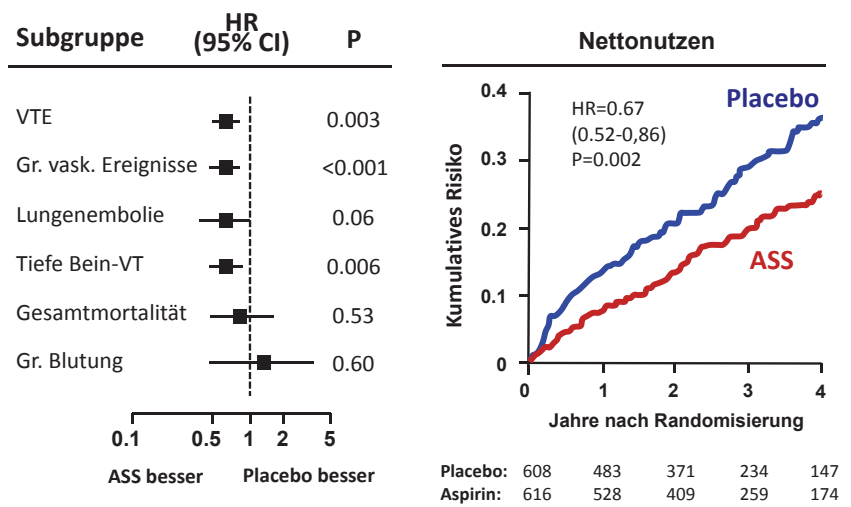 Subgruppe HR (95% CI) P
VTE 0.003
Gr. vask. Ereignisse <0.001
Lungenembolie 0.06
Tiefe Bein-VT 0.006
Gesamtmortalität 0.53
Gr. Blutung 0.60
0.1 0.5 1 2 5
ASS besser Placebo besser
Nettonutzen
Kumulatives Risiko
0.4
0.3
0.2
0.1
0
HR=0.67
(0.52-0,86)
P=0.002
Placebo
ASS
0 1 2 3 4
Jahre nach Randomisierung
Placebo: 608 483 371 234 147
Aspirin: 616 528 409 259 174